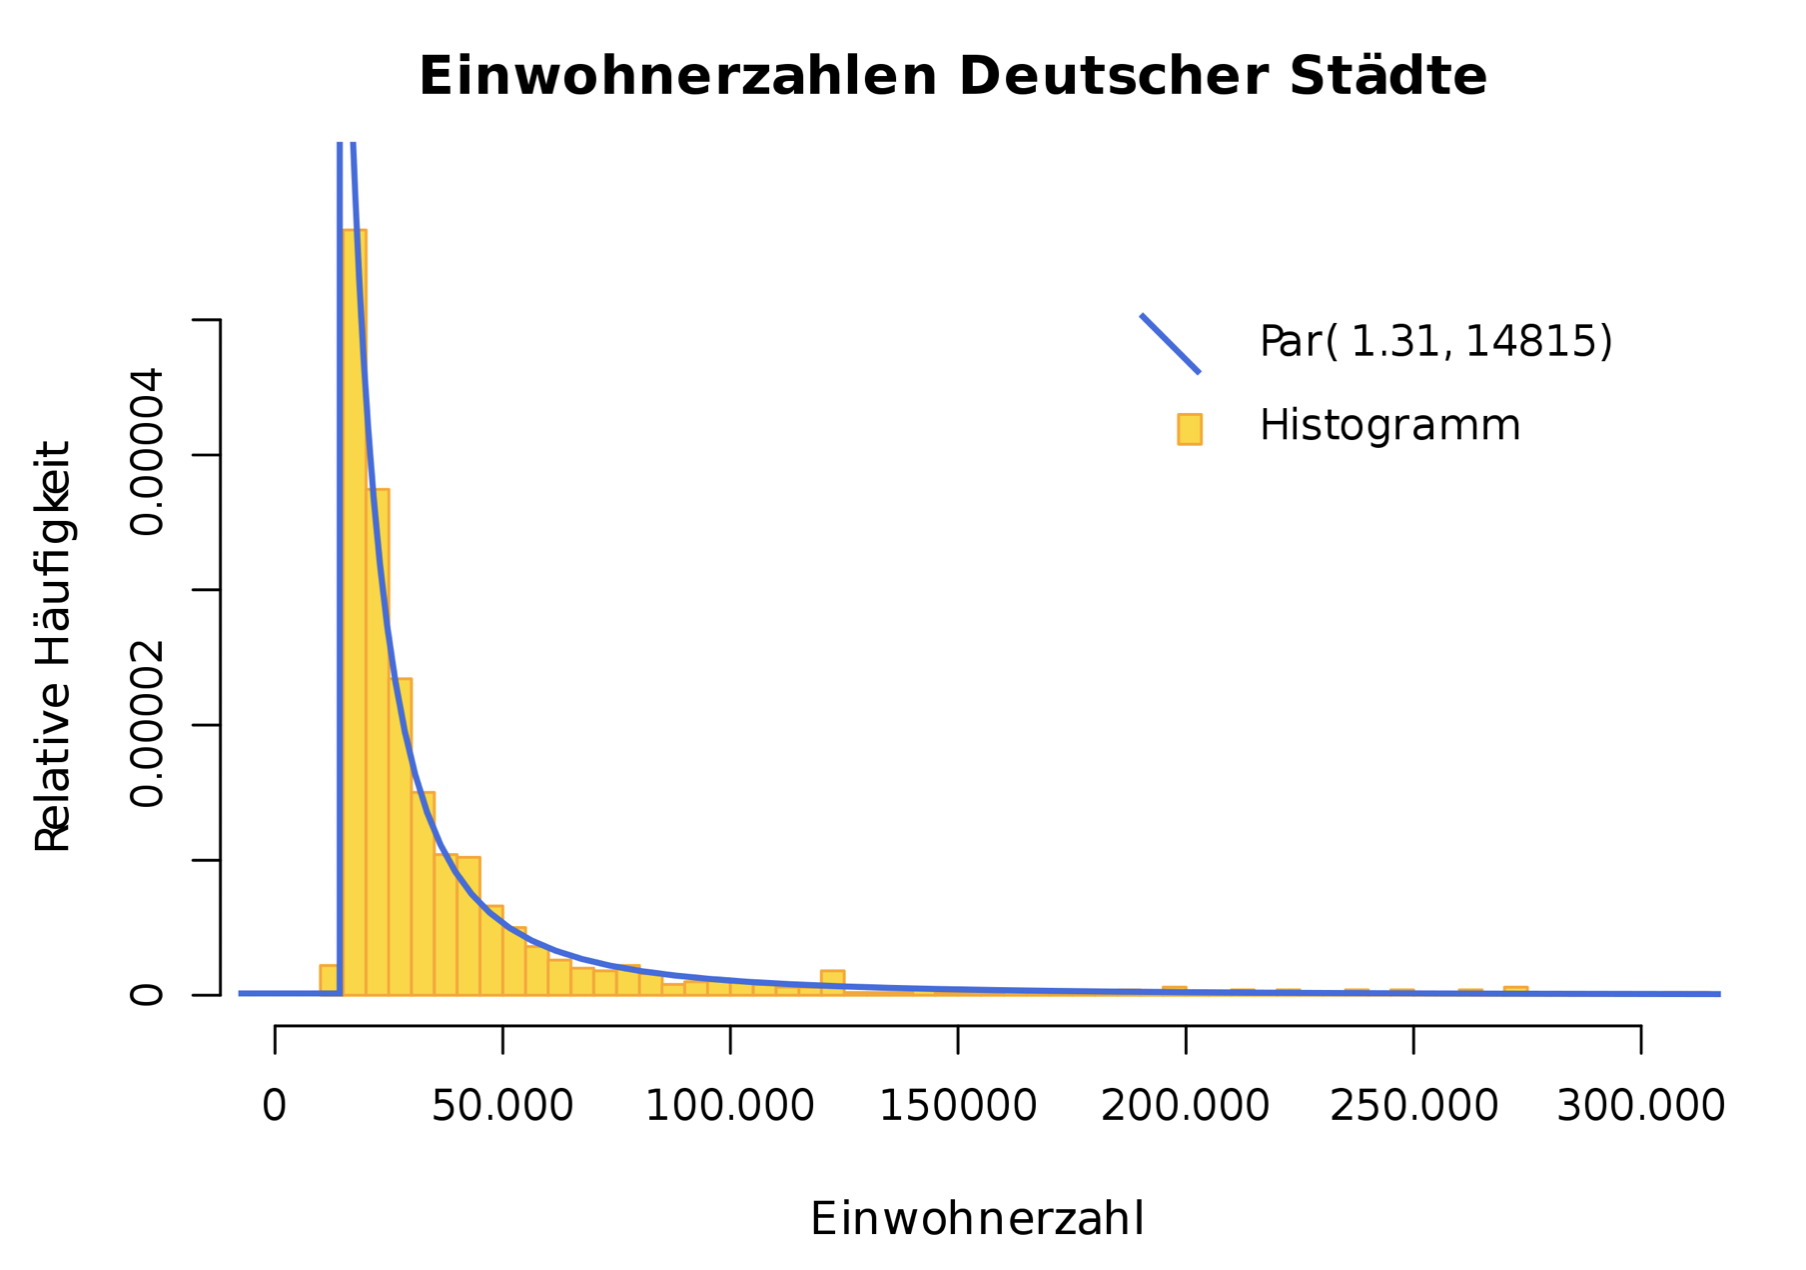 Einwohnerzahlen Deutscher Städte
Par( 1.31, 14815)
Histogramm
Relative Häufigkeit
0.00004
0.00002
0
0 50.000 100.000 150000 200.000 250.000 300.000
Einwohnerzahl